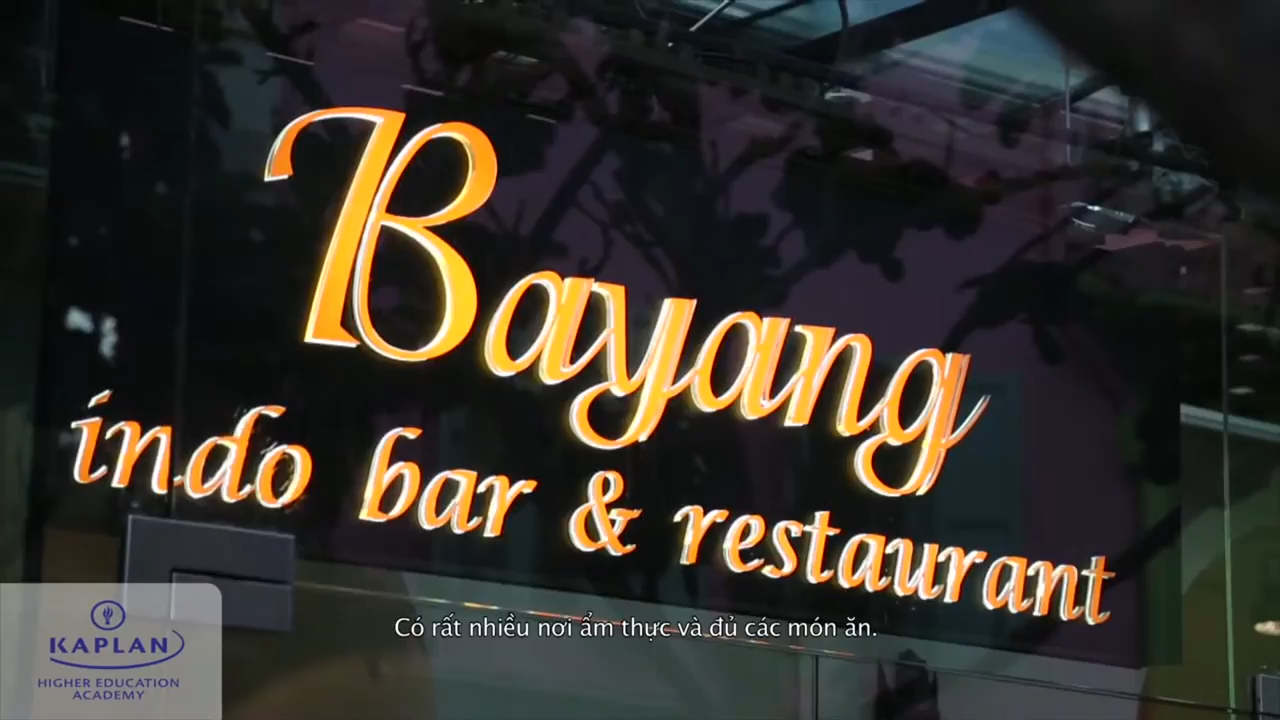 Bayang
indo bar & restaurant
Có rất nhiều nơi ẩm thực và đủ các món ăn.
KAPLAN
HIGHER EDUCATION
ACADEMY